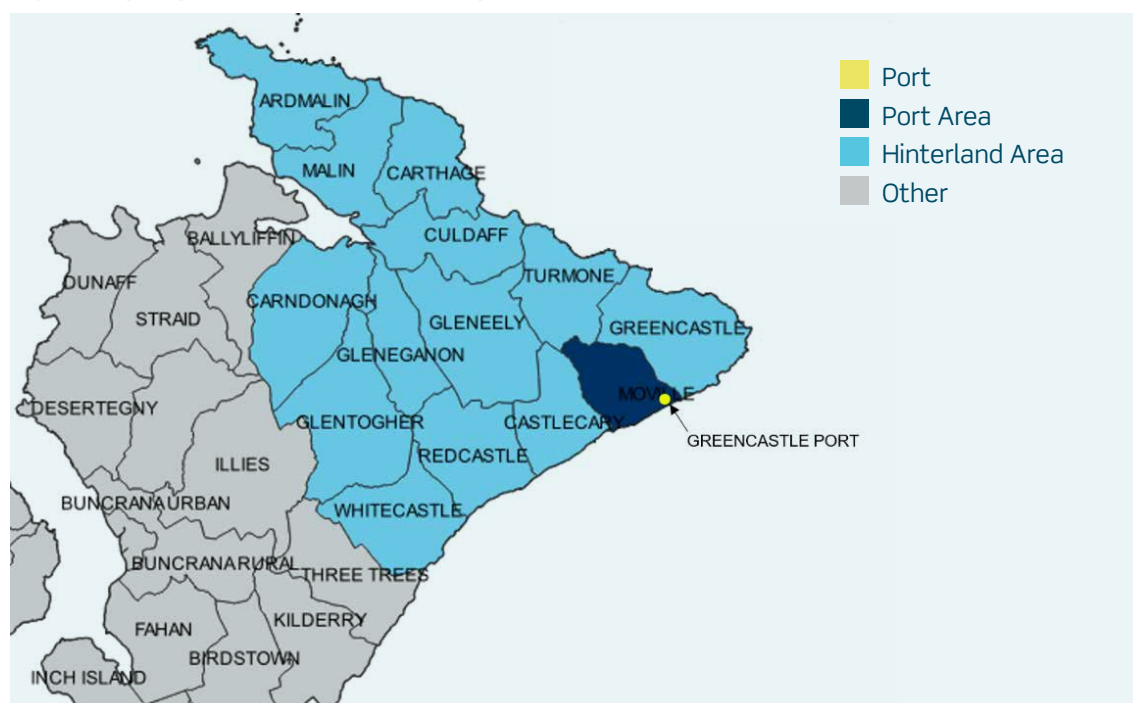 Port
Port Area
Hinterland Area
Other
ARDMALIN
MALIN
CARTHAGE
BALLYLIFFIN
CULDAFF
DUNAFF
TURMONE
CARNDONAGH
STRAID
GLENEELY
GREENCASTLE
GLENEGANON
MOVILLE
DESERTEGNY
GLENTOGHER
CASTLECARY
GREENCASTLE PORT
REDCASTLE
ILLIES
BUNCRANA URBAN
WHITECASTLE
BUNCRANA RURAL
THREE TREES
KILDERRY
FAHAN
BIRDSTOWN
INCH ISLAND